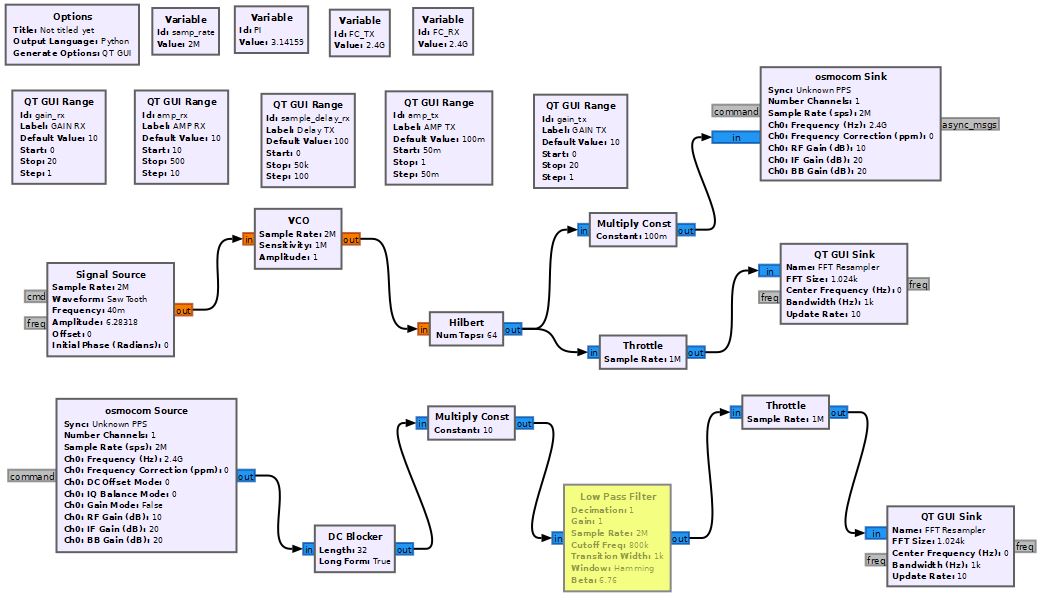 Options
Title: Not titled yet
Output Language: Python
Generate Options: QT GUI
Variable
Id: samp_rate
Value: 2M
Variable
Id: PI
Value: 3.14159
Variable
Id: FC_TX
Value: 2.4G
Variable
Id: FC_RX
Value: 2.4G
QT GUI Range
Id: gain_rx
Label: GAIN RX
Default Value: 10
Start: 0
Stop: 20
Step: 1
QT GUI Range
Id: amp_rx
Label: AMP RX
Default Value: 10
Start: 10
Stop: 500
Step: 10
QT GUI Range
Id: sample_delay_rx
Label: Delay TX
Default Value: 100
Start: 0
Stop: 50k
Step: 100
QT GUI Range
Id: amp_tx
Label: AMP TX
Default Value: 100m
Start: 50m
Stop: 1
Step: 50m
QT GUI Range
Id: gain_tx
Label: GAIN TX
Default Value: 10
Start: 0
Stop: 20
Step: 1
osmocom Sink
Sync: Unknown PPS
Number Channels: 1
Sample Rate (sps): 2M
Ch0: Frequency (Hz): 2.4G
Ch0: Frequency Correction (ppm): 0
Ch0: RF Gain (dB): 10
Ch0: IF Gain (dB): 20
Ch0: BB Gain (dB): 20
command
in
async_msgs
VCO
Sample Rate: 2M
Sensitivity: 1M
Amplitude: 1
in
out
Multiply Const
Constant: 100m
in
out
Signal Source
Sample Rate: 2M
Waveform: Saw Tooth
Frequency: 40m
Amplitude: 6.28318
Offset: 0
Initial Phase (Radians): 0
cmd
freq
out
Hilbert
Num Taps: 64
in
out
Throttle
Sample Rate: 1M
in
out
QT GUI Sink
Name: FFT Resampler
FFT Size: 1.024k
Center Frequency (Hz): 0
Bandwidth (Hz): 1k
Update Rate: 10
in
freq
freq
osmocom Source
Sync: Unknown PPS
Number Channels: 1
Sample Rate (sps): 2M
Ch0: Frequency (Hz): 2.4G
Ch0: Frequency Correction (ppm): 0
Ch0: DC Offset Mode: 0
Ch0: IQ Balance Mode: 0
Ch0: Gain Mode: False
Ch0: RF Gain (dB): 10
Ch0: IF Gain (dB): 20
Ch0: BB Gain (dB): 20
command
out
DC Blocker
Length: 32
Long Form: True
in
out
Multiply Const
Constant: 10
in
out
Low Pass Filter
Decimation: 1
Gain: 1
Sample Rate: 2M
Cutoff Freq: 800k
Transition Width: 1k
Window: Hamming
Beta: 6.76
in
out
Throttle
Sample Rate: 1M
in
out
QT GUI Sink
Name: FFT Resampler
FFT Size: 1.024k
Center Frequency (Hz): 0
Bandwidth (Hz): 1k
Update Rate: 10
in
freq
freq